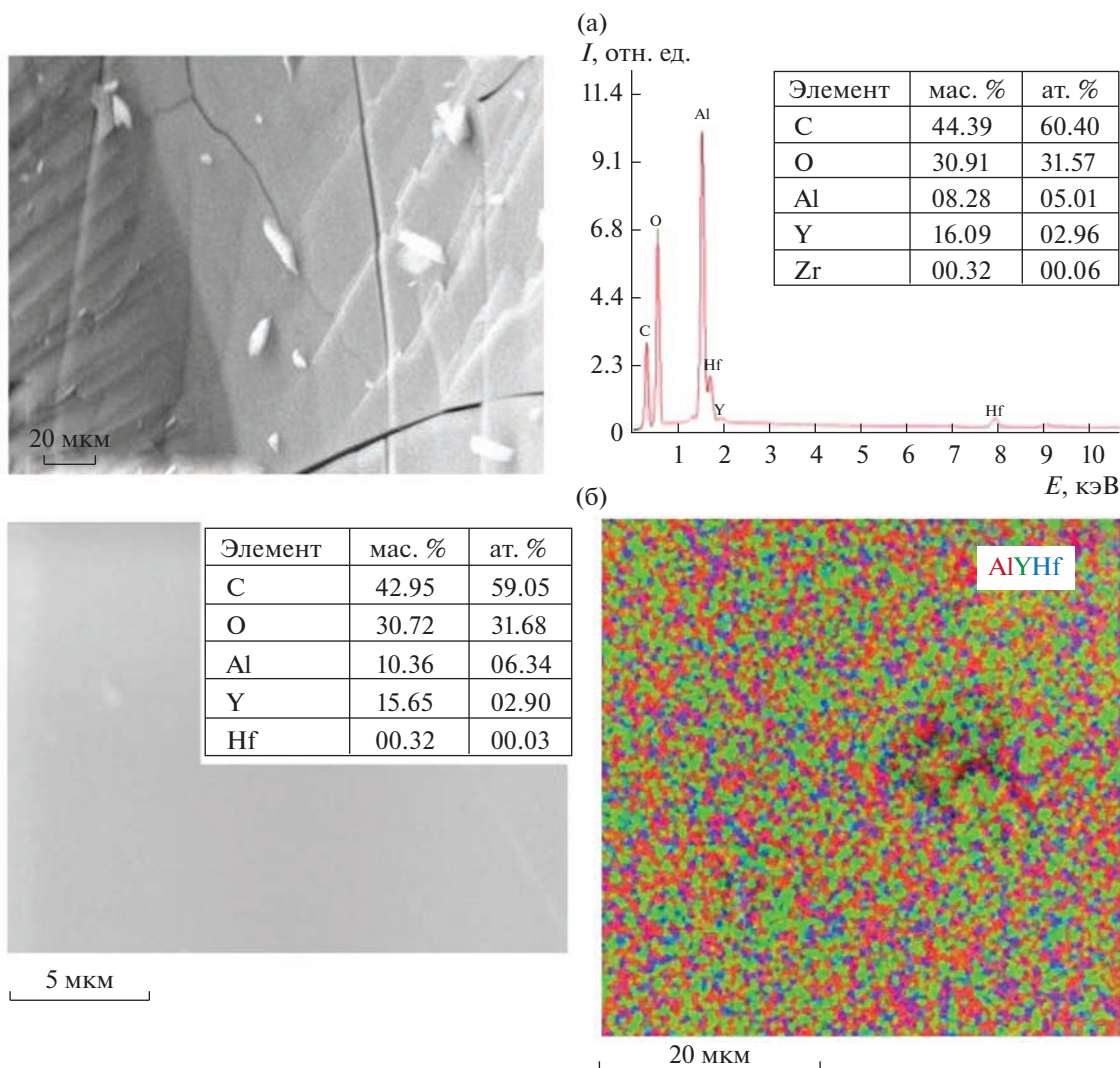 (а)
I, отн. ед.
11.4
9.1
6.8
4.4
2.3
0
C
O
Al
Hf
Y
Hf
1 2 3 4 5 6 7 8 9 10
E, кэВ
Элемент мас. % ат. %
C 44.39 60.40
O 30.91 31.57
Al 08.28 05.01
Y 16.09 02.96
Zr 00.32 00.06
20 мкм
(б)
Элемент мас. % ат. %
C 42.95 59.05
O 30.72 31.68
Al 10.36 06.34
Y 15.65 02.90
Hf 00.32 00.03
5 мкм
AlYHf
20 мкм